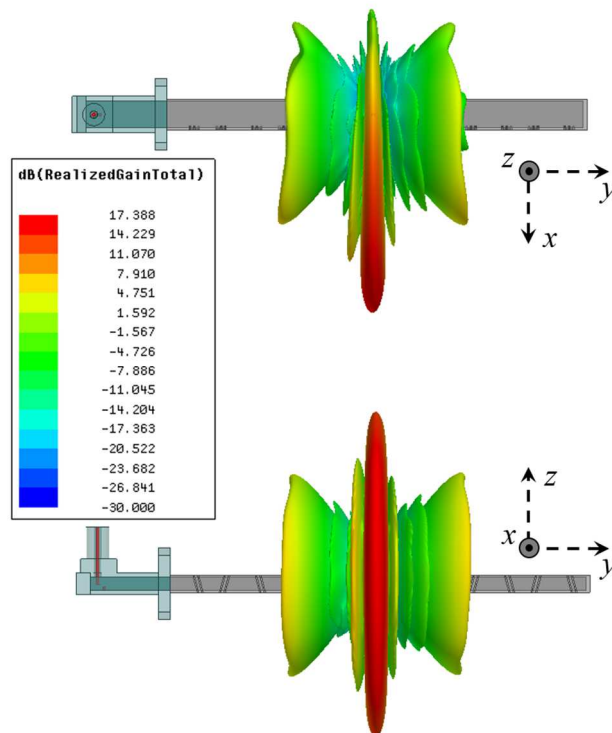 z
y
x
dB(RealizedGainTotal)
17.388
14.229
11.070
7.910
4.751
1.592
-1.567
-4.726
-7.886
-11.045
-14.204
-17.363
-20.522
-23.682
-26.841
-30.000
z
x
y